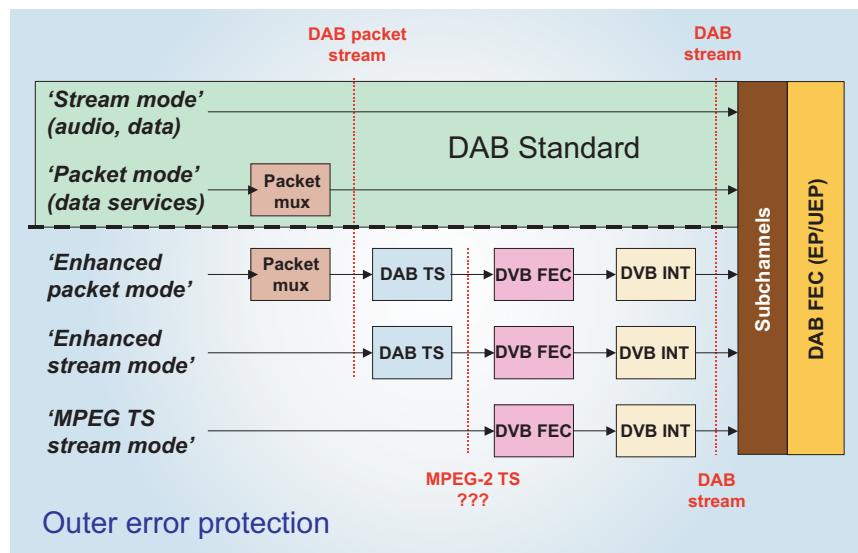 DAB packet
stream
DAB
stream
'Stream mode'
(audio, data)
DAB Standard
'Packet mode'
(data services)
Packet
mux
'Enhanced
packet mode'
Packet
mux
DAB TS
DVB FEC
DVB INT
'Enhanced
stream mode'
DAB TS
DVB FEC
DVB INT
'MPEG TS
stream mode'
DVB FEC
DVB INT
Subchannels
DAB FEC (EP/UEP)
MPEG-2 TS
???
DAB
stream
Outer error protection